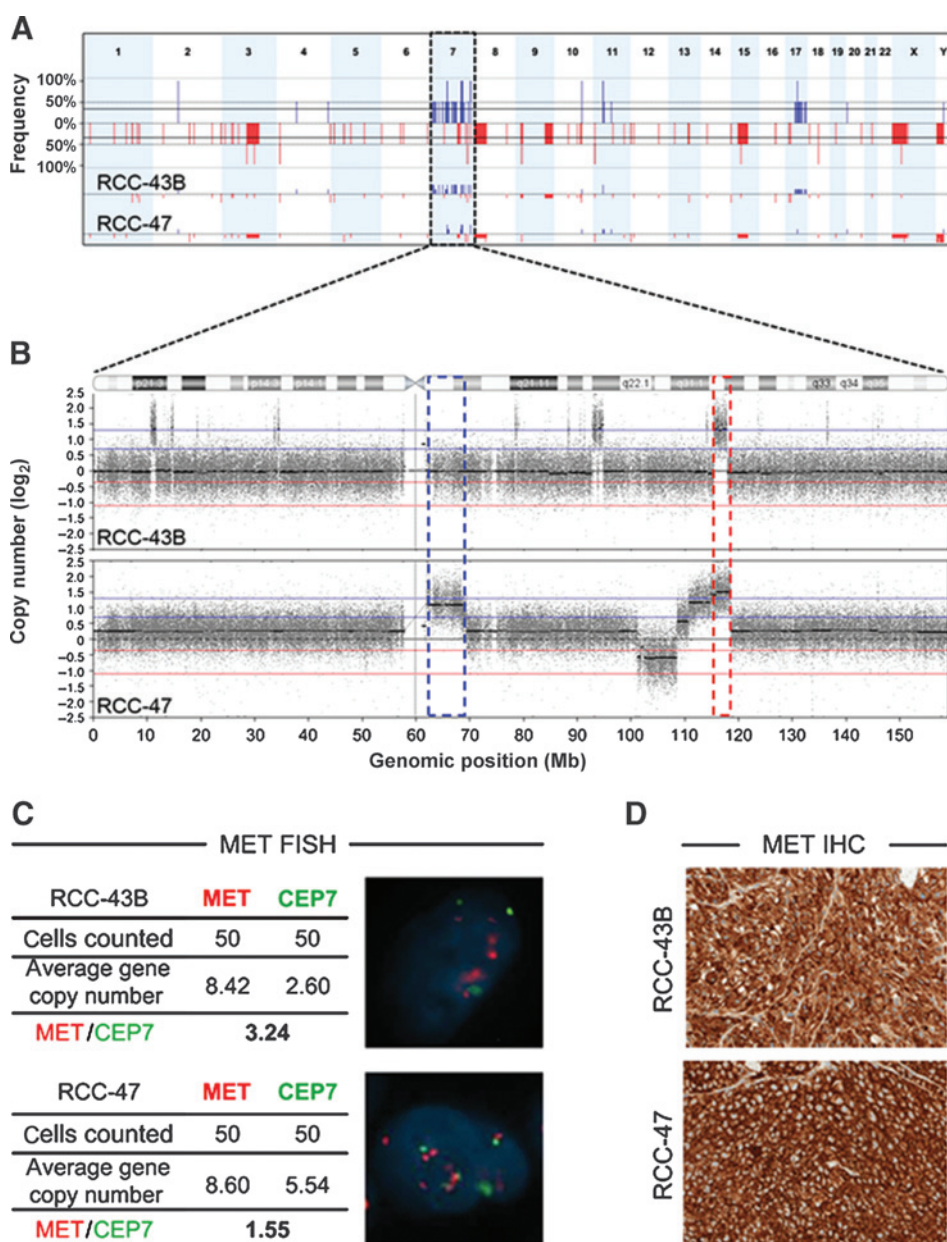 A
1 2 3 4 5 6 7 8 9 10 11 12 13 14 15 16 17 18 19 20 21 22 X Y
Frequency
100%
50%
0%
50%
100%
RCC-43B
RCC-47
B
p21.3 p14.3 p14.1 q21.11 q22.1 q31.1 q33 q34 q35
Copy number (log2)
2.5
2.0
1.5
1.0
0.5
0
−0.5
−1.0
−1.5
−2.0
−2.5
RCC-43B
2.5
2.0
1.5
1.0
0.5
0
−0.5
−1.0
−1.5
−2.0
−2.5
RCC-47
0 10 20 30 40 50 60 70 80 90 100 110 120 130 140 150
Genomic position (Mb)
C
MET FISH
RCC-43B MET CEP7
Cells counted 50 50
Average gene
copy number 8.42 2.60
MET/CEP7 3.24
RCC-47 MET CEP7
Cells counted 50 50
Average gene
copy number 8.60 5.54
MET/CEP7 1.55
D
MET IHC
RCC-43B
RCC-47